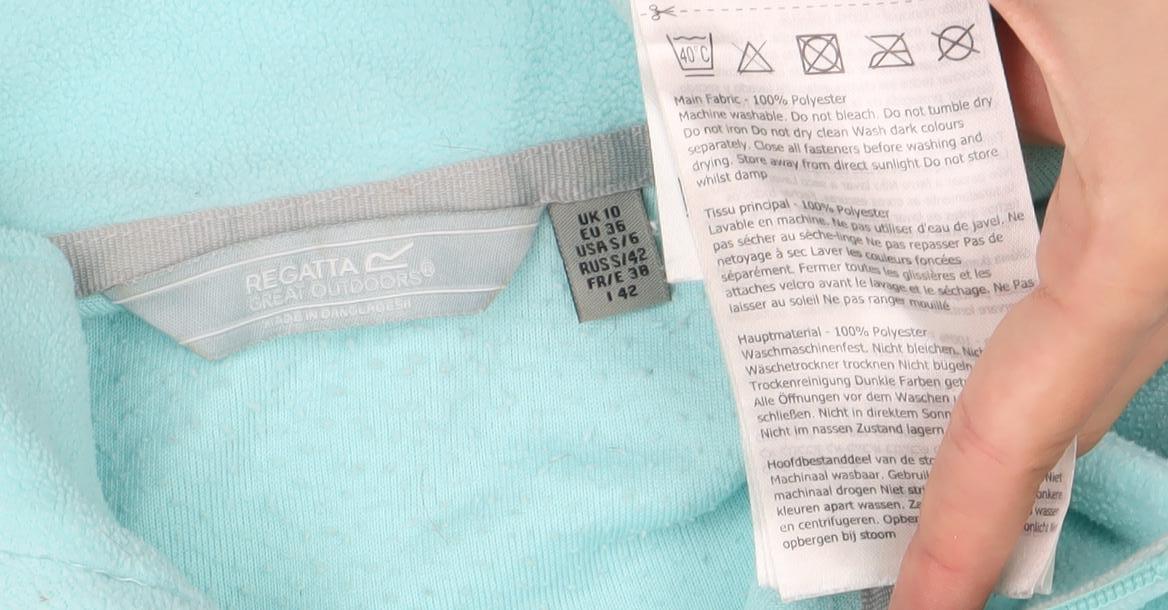 REGATTA
GREAT OUTDOORS®
MADE IN BANGLADESH
UK 10
EU 36
USA S/6
RUS S/42
FR/E 38
I 42
40°C
Main Fabric - 100% Polyester
Machine washable. Do not bleach. Do not tumble dry
Do not iron Do not dry clean Wash dark colours
separately. Close all fasteners before washing and
drying. Store away from direct sunlight Do not store
whilst damp
Tissu principal - 100% Polyester
Lavable en machine. Ne pas utiliser d'eau de javel. Ne
pas sécher au sèche-linge Ne pas repasser Pas de
netoyage à sec Laver les couleurs foncées
séparément. Fermer toutes les glissières et les
attaches velcro avant le lavage et le séchage. Ne Pas
laisser au soleil Ne pas ranger mouillé
Hauptmaterial - 100% Polyester
Waschmaschinenfest. Nicht bleichen.
Wäschetrockner trocknen Nicht bügeln
Trockenreinigung Dunkle Farben
Alle Öffnungen vor dem Waschen
schließen. Nicht in direktem
Nicht im nassen Zustand lagern
Hoofdbestanddeel van de
Machinaal wasbaar. Niet
machinaal drogen Niet
kleuren apart wassen.
en centrifugeren.
opbergen bij stoom